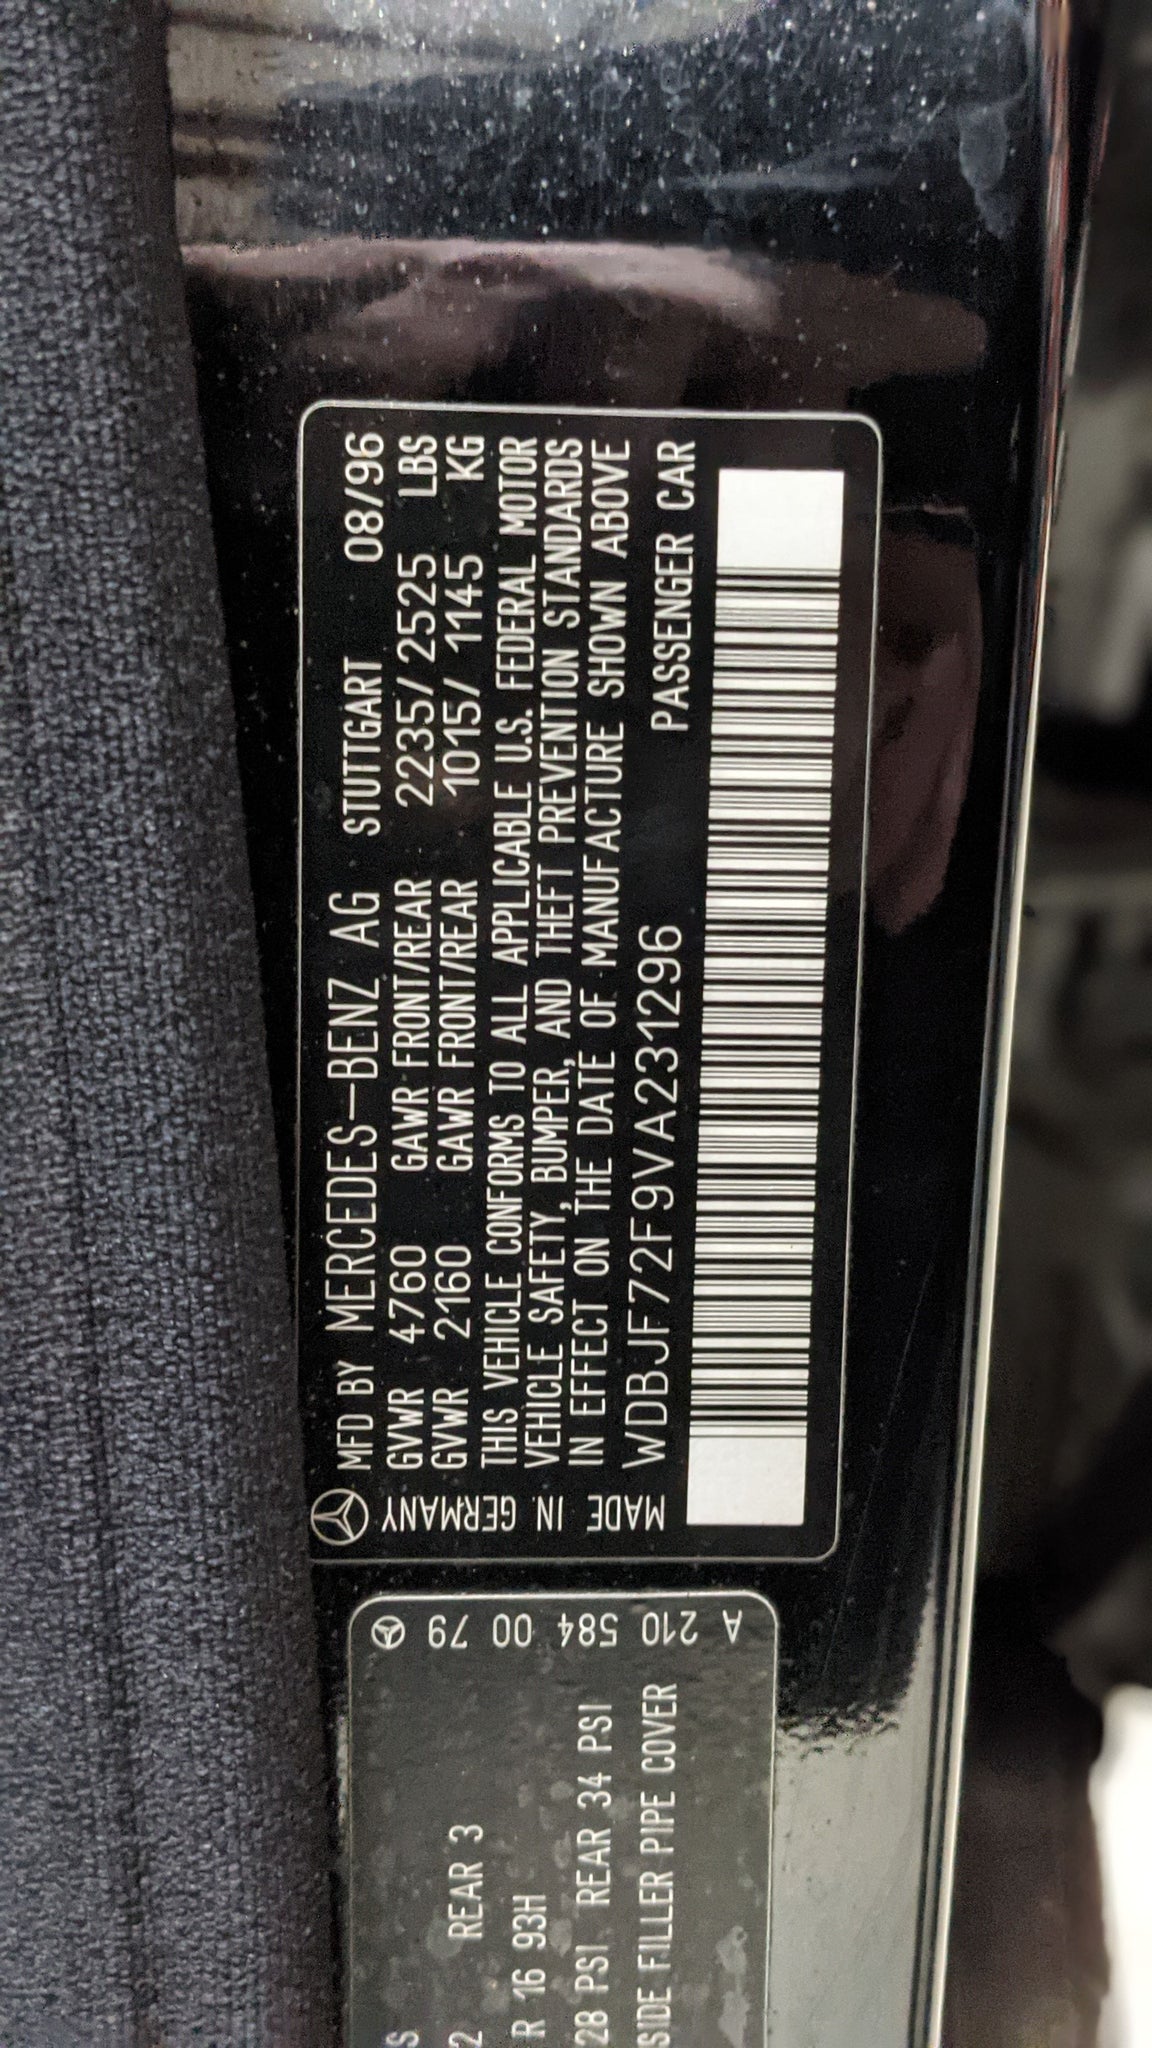 MFD BY MERCEDES-BENZ AG STUTTGART 08/96
GVWR 4760 GAWR FRONT/REAR 2235/2525 LBS
GVWR 2160 GAWR FRONT/REAR 1015/1145 KG
THIS VEHICLE CONFORMS TO ALL APPLICABLE U.S. FEDERAL MOTOR
VEHICLE SAFETY, BUMPER, AND THEFT PREVENTION STANDARDS
IN EFFECT ON THE DATE OF MANUFACTURE SHOWN ABOVE
WDBJF72F9VA231296 PASSENGER CAR
MADE IN GERMANY
A 210 584 00 79
S
2 REAR 3
R 16 93H
28 PSI REAR 34 PSI
SIDE FILLER PIPE COVER